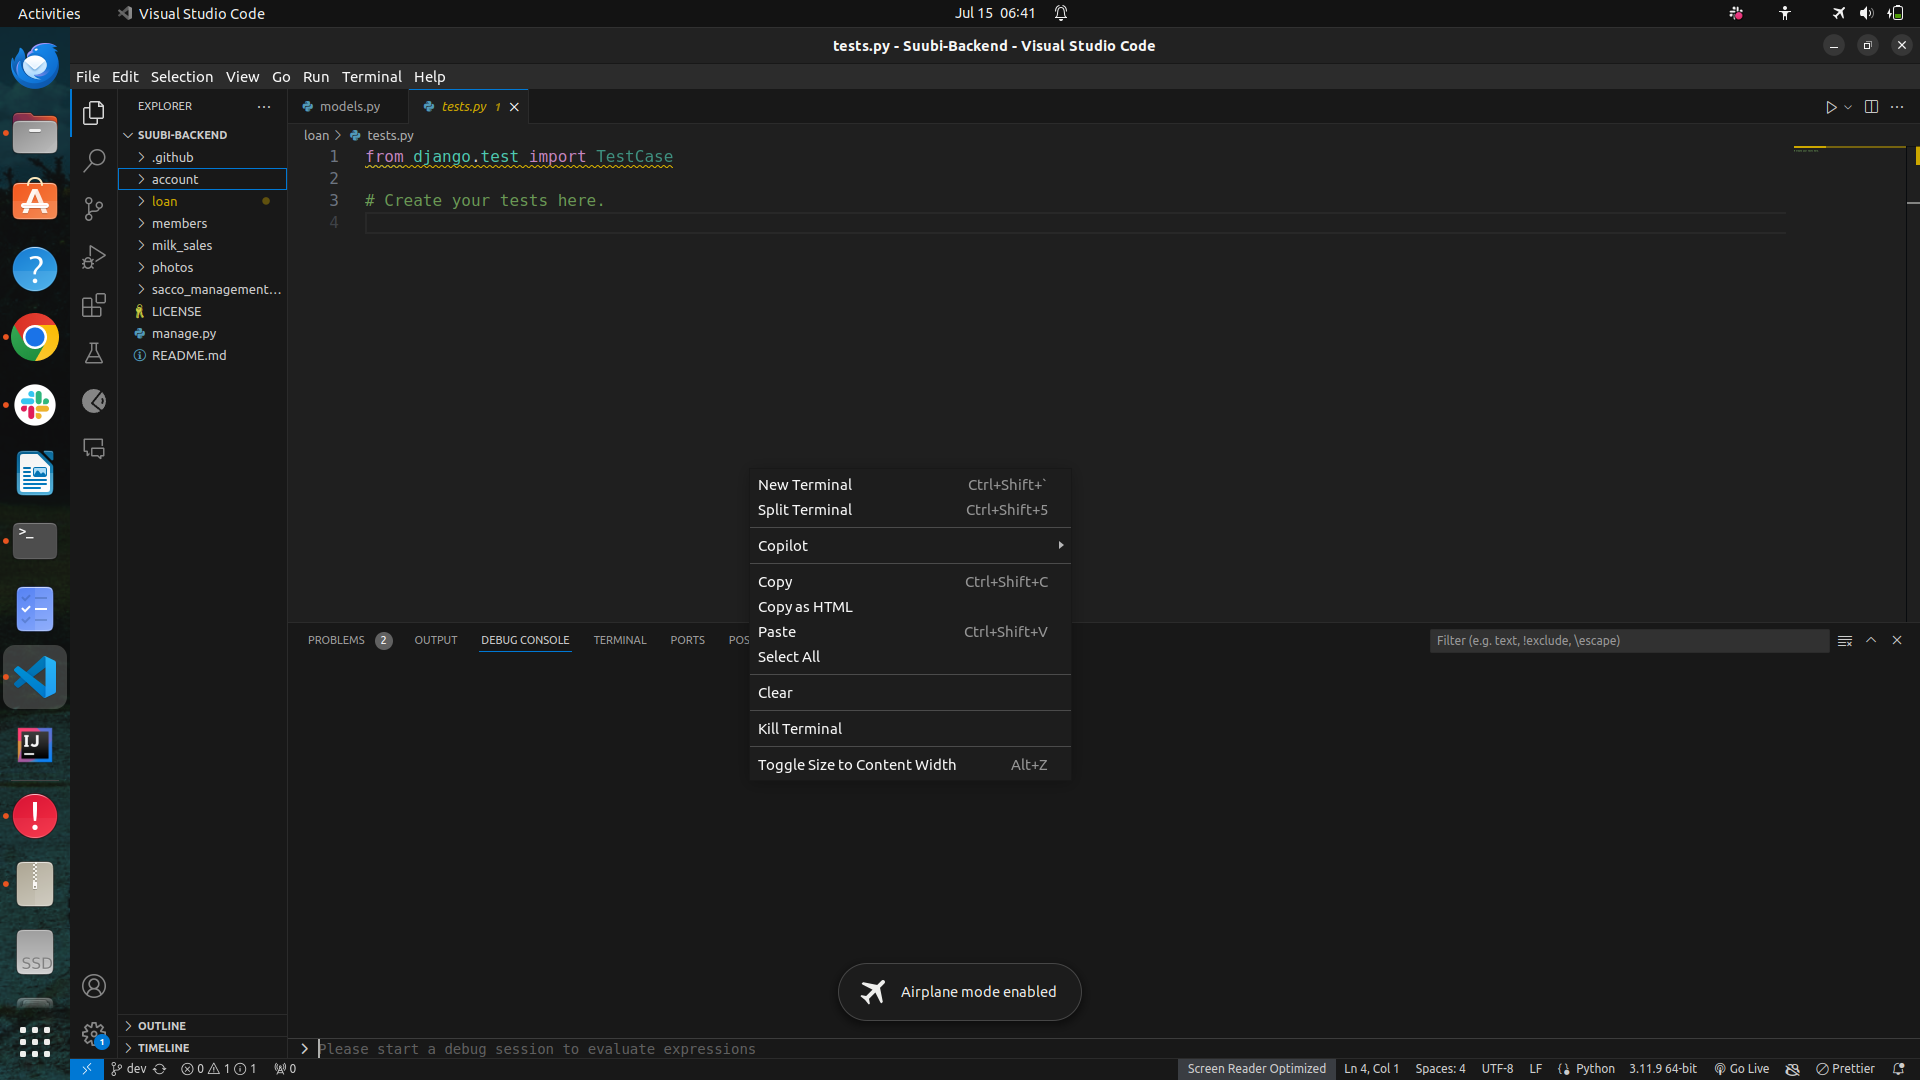 Activities
Visual Studio Code
Jul 15 06:41
tests.py - Suubi-Backend - Visual Studio Code
File Edit Selection View Go Run Terminal Help
EXPLORER
SUUBI-BACKEND
.github
account
loan
members
milk_sales
photos
sacco_management...
LICENSE
manage.py
README.md
OUTLINE
TIMELINE
models.py
tests.py 1
loan > tests.py
1 from django.test import TestCase
2
3 # Create your tests here.
4
New Terminal Ctrl+Shift+`
Split Terminal Ctrl+Shift+5
Copilot
Copy Ctrl+Shift+C
Copy as HTML
Paste Ctrl+Shift+V
Select All
Clear
Kill Terminal
Toggle Size to Content Width Alt+Z
PROBLEMS 2 OUTPUT DEBUG CONSOLE TERMINAL PORTS POS
Filter (e.g. text, !exclude, \escape)
Airplane mode enabled
> Please start a debug session to evaluate expressions
IJ
SSD
1
dev 0 1 1 0
Screen Reader Optimized Ln 4, Col 1 Spaces: 4 UTF-8 LF Python 3.11.9 64-bit Go Live Prettier